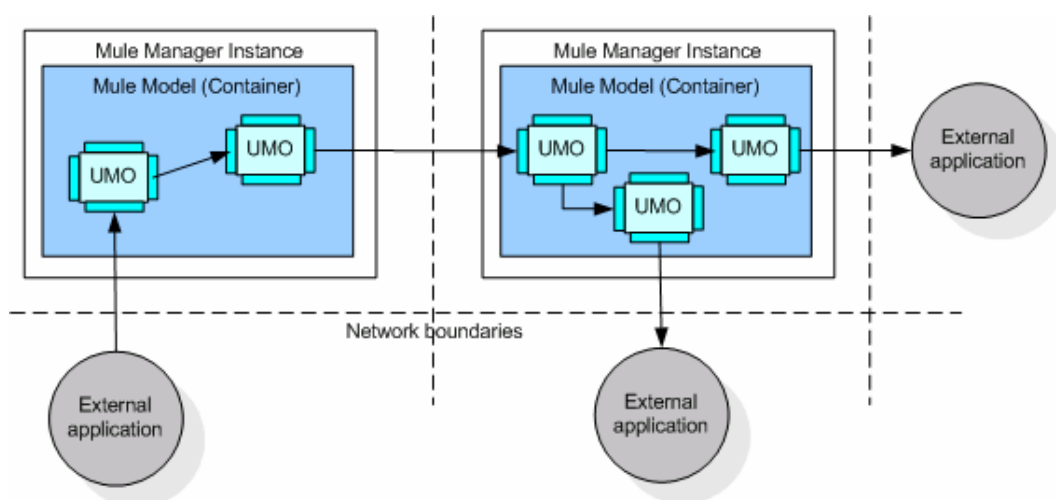 Mule Manager Instance
Mule Model (Container)
UMO
UMO
Mule Manager Instance
Mule Model (Container)
UMO
UMO
UMO
External
application
Network boundaries
External
application
External
application